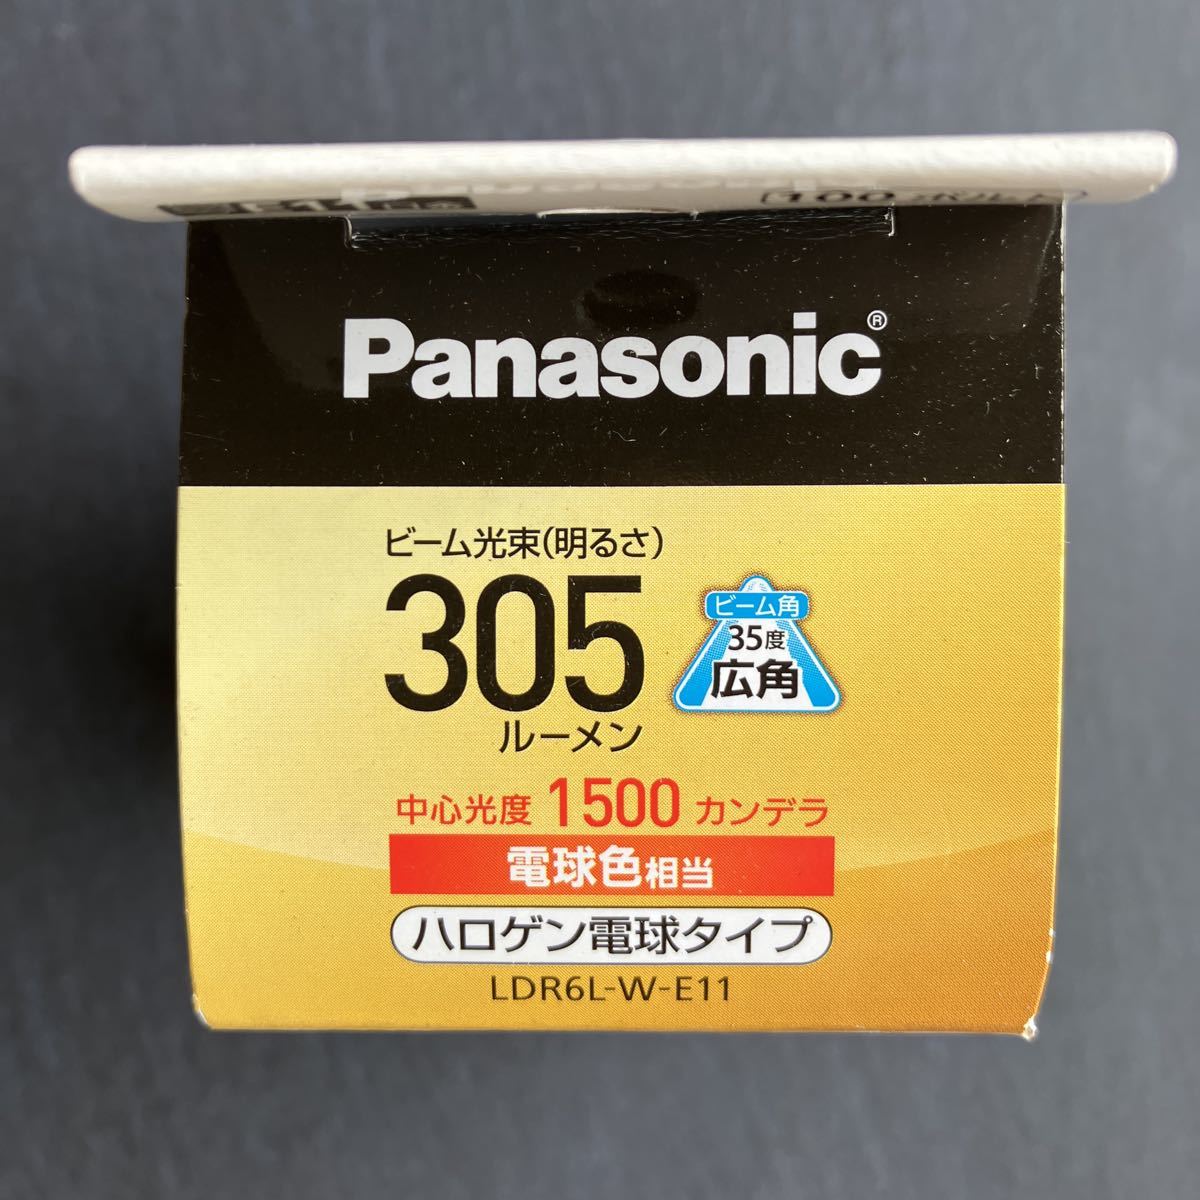 Panasonic®
ビーム光束(明るさ)
305
ルーメン
ビーム角
35度
広角
中心光度 1500 カンデラ
電球色相当
ハロゲン電球タイプ
LDR6L-W-E11